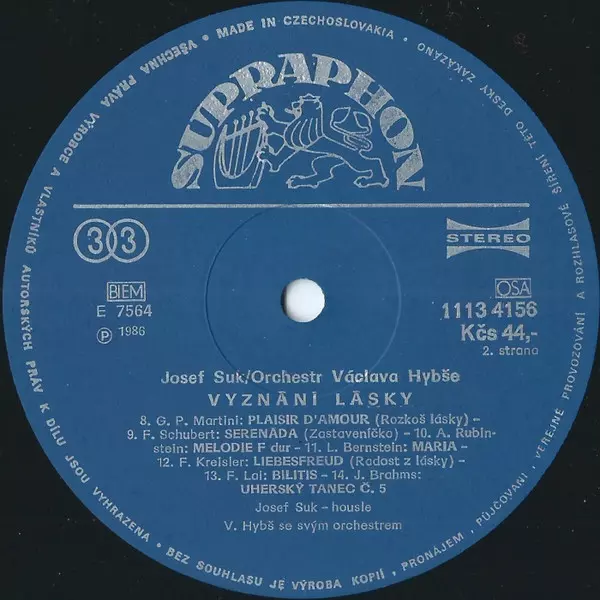 VŠECHNA PRÁVA VÝROBCE A VLASTNÍKŮ AUTORSKÝCH PRÁV K DÍLU JSOU VYHRAZENA • BEZ SOUHLASU JE VÝROBA KOPIÍ, PRONÁJEM, PŮJČOVÁNÍ, VEŘEJNÉ PROVOZOVÁNÍ A ROZHLASOVÉ ŠÍŘENÍ TÉTO DESKY ZAKÁZÁNO • MADE IN CZECHOSLOVAKIA •
SUPRAPHON
33
STEREO
BIEM
OSA
E 7564
1113 4156
Ⓟ 1986
Kčs 44,-
2. strana
Josef Suk/Orchestr Václava Hybše
VYZNÁNÍ LÁSKY
8. G. P. Martini: PLAISIR D'AMOUR (Rozkoš lásky) –
9. F. Schubert: SERENÁDA (Zastaveníčko) – 10. A. Rubin-
stein: MELODIE F dur – 11. L. Bernstein: MARIA –
12. F. Kreisler: LIEBESFREUD (Radost z lásky) –
13. F. Lai: BILITIS – 14. J. Brahms:
UHERSKÝ TANEC Č. 5
Josef Suk – housle
V. Hybš se svým orchestrem